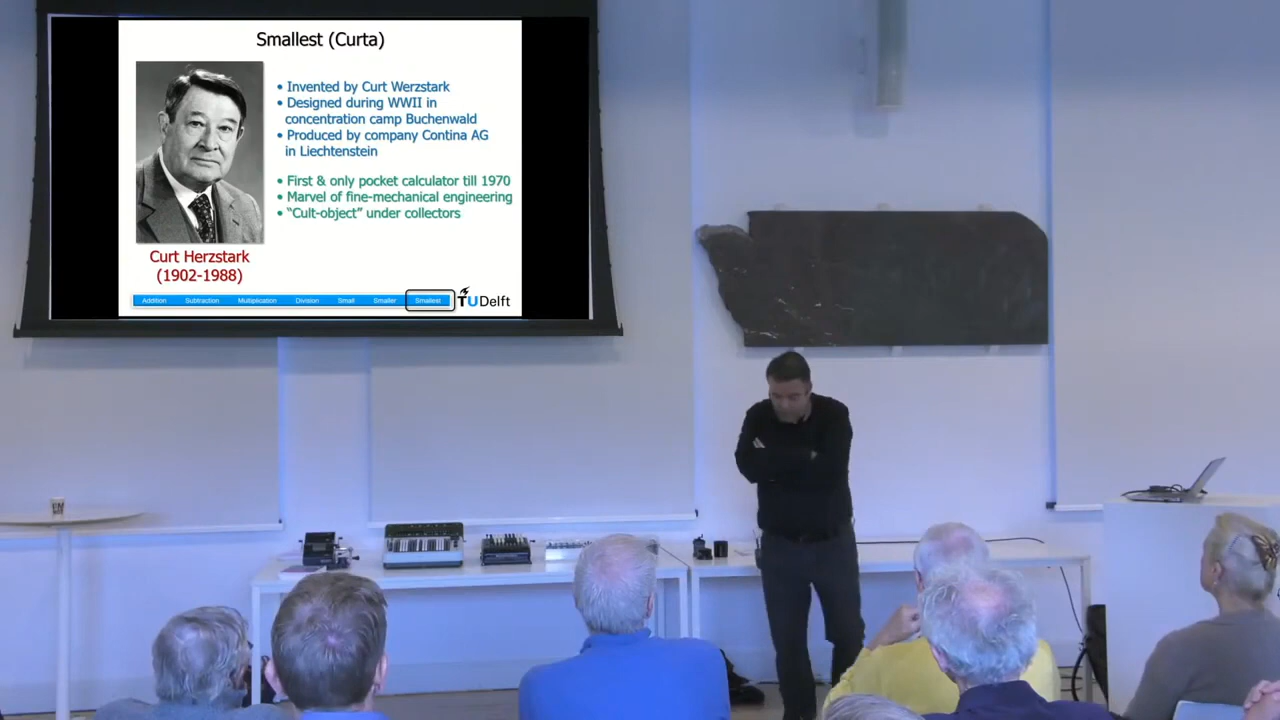 Smallest (Curta)
• Invented by Curt Werzstark
• Designed during WWII in
concentration camp Buchenwald
• Produced by company Contina AG
in Liechtenstein
• First & only pocket calculator till 1970
• Marvel of fine-mechanical engineering
• “Cult-object” under collectors
Curt Herzstark
(1902-1988)
Addition Subtraction Multiplication Division Small Smaller Smallest
TU Delft